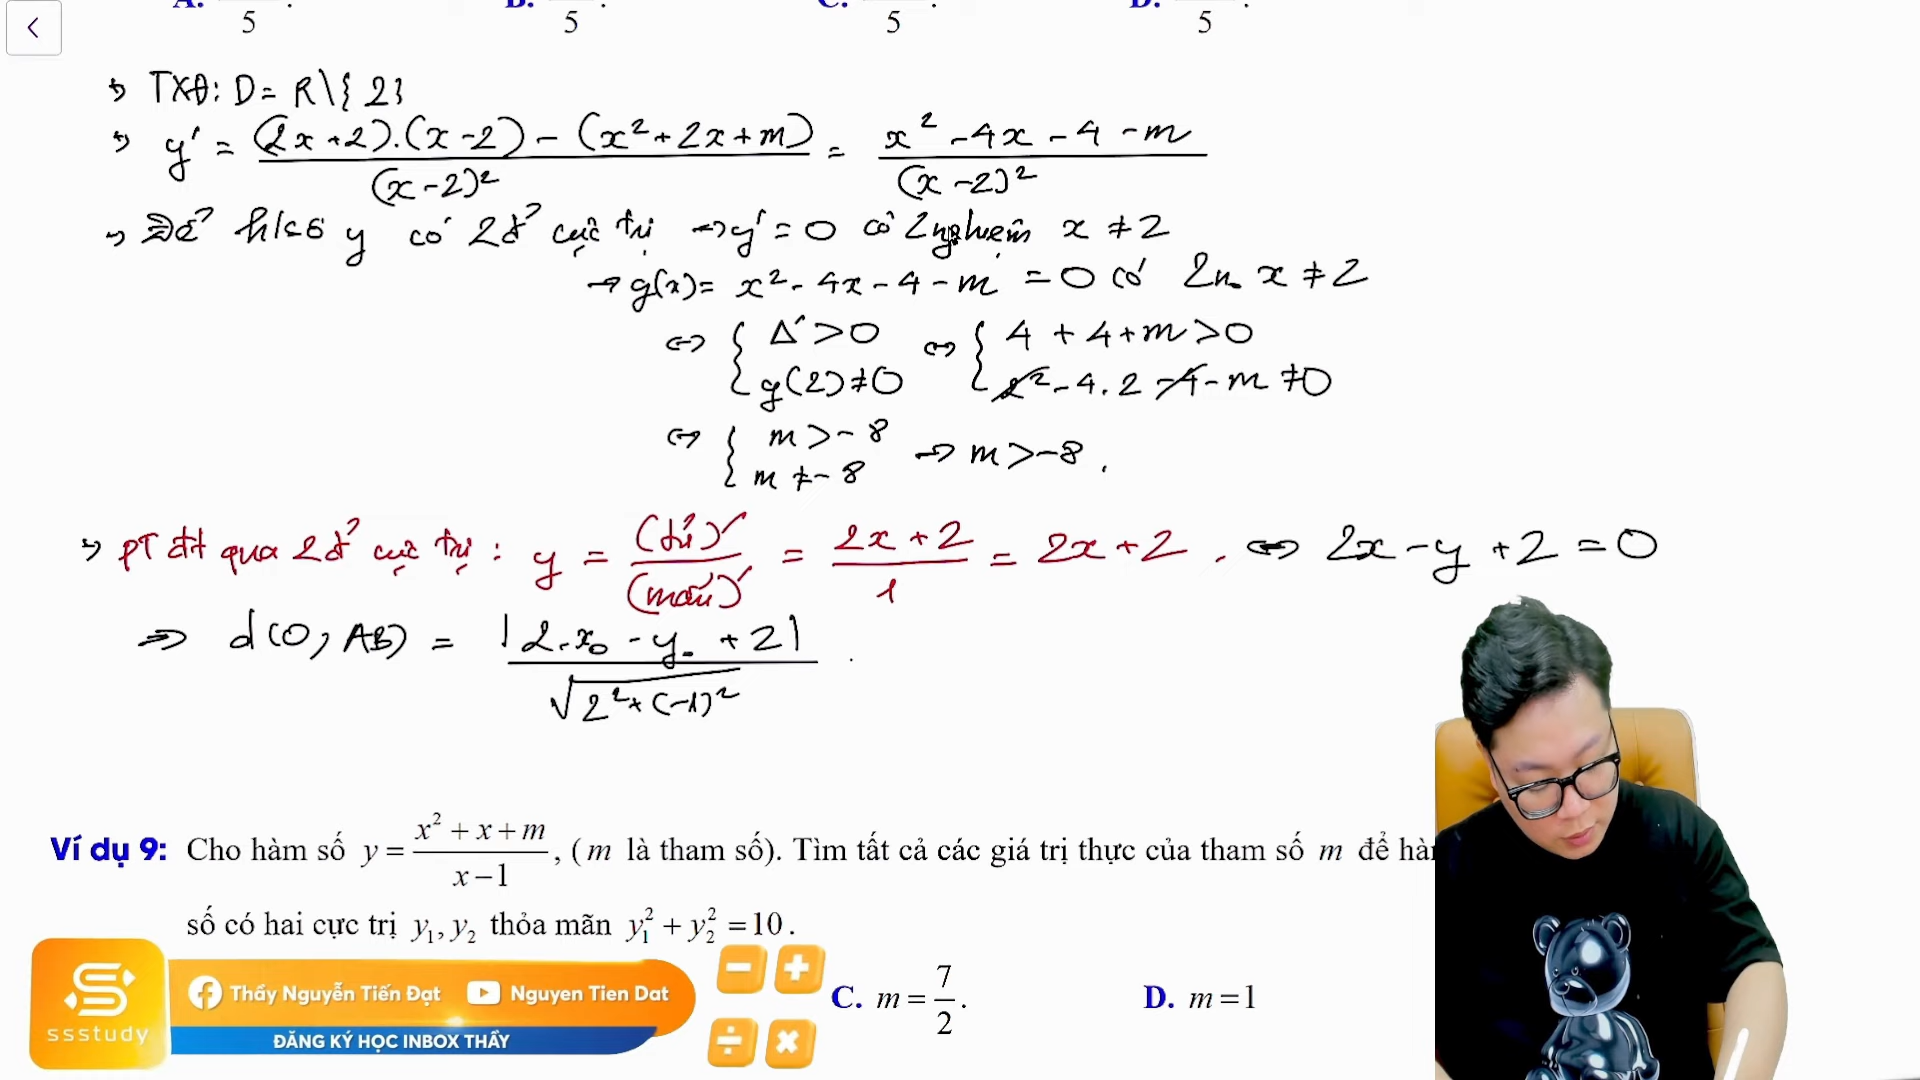 A. 5 . B. 5 . C. 5 . D. 5 .
↪ TXĐ: D = R\{2}
↪ y' = (2x+2).(x-2) - (x²+2x+m) / (x-2)² = x² - 4x - 4 - m / (x-2)²
↪ Để h/số y có 2đ' cực trị → y' = 0 có 2 nghiệm x ≠ 2
→ g(x) = x² - 4x - 4 - m = 0 có 2n. x ≠ 2
⇔ { Δ' > 0 ⇔ { 4 + 4 + m > 0
g(2) ≠ 0 2² - 4.2 - 4 - m ≠ 0
⇔ { m > -8 → m > -8.
m ≠ -8
↪ PT đt qua 2đ' cực trị : y = (tử)' / (mẫu)' = 2x+2 / 1 = 2x+2 . ⇔ 2x - y + 2 = 0
⇒ d(O, AB) = |2.x₀ - y₀ + 2| / √2² + (-1)²
Ví dụ 9: Cho hàm số y = x² + x + m / x - 1 , ( m là tham số). Tìm tất cả các giá trị thực của tham số m để hàm
số có hai cực trị y₁, y₂ thỏa mãn y₁² + y₂² = 10 .
C. m = 7/2 . D. m = 1
ssstudy
Thầy Nguyễn Tiến Đạt Nguyen Tien Dat
ĐĂNG KÝ HỌC INBOX THẦY